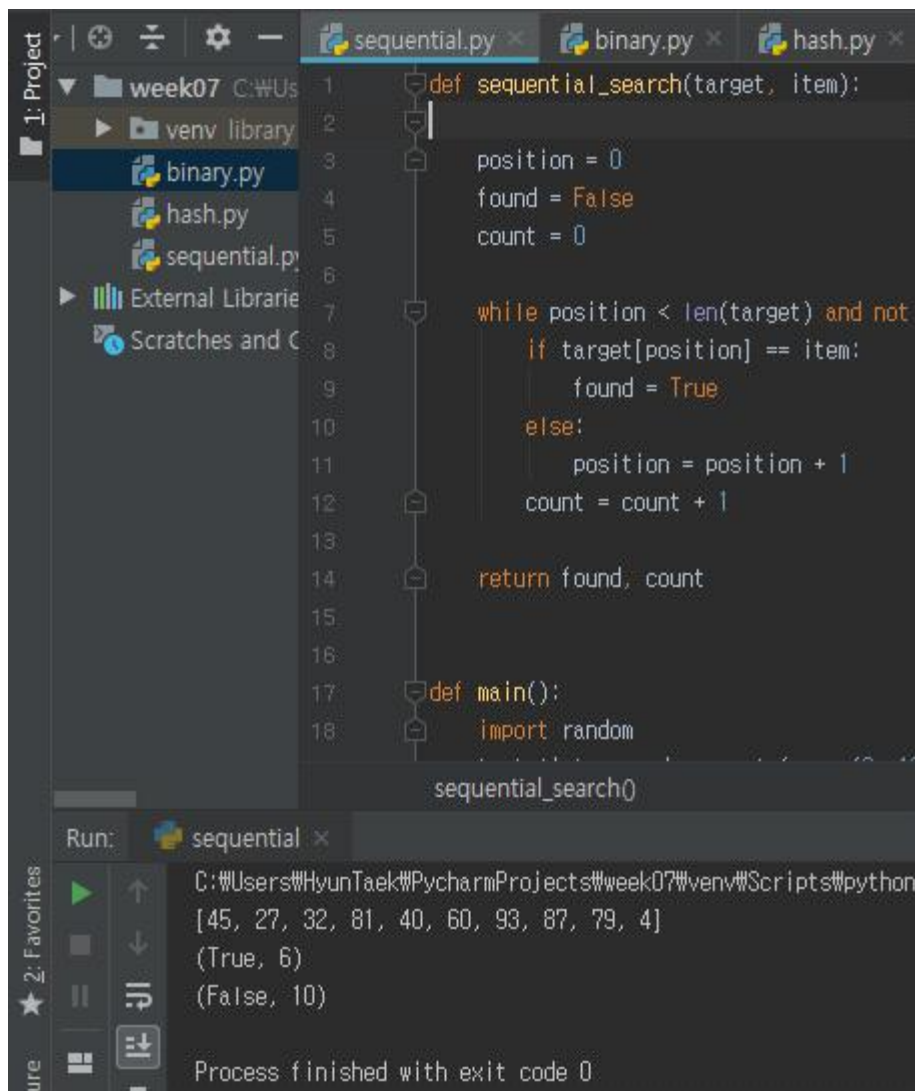 1: Project
sequential.py
binary.py
hash.py
week07 C:₩Us
venv library
binary.py
hash.py
sequential.py
External Librarie
Scratches and C
1 def sequential_search(target, item):
2
3 position = 0
4 found = False
5 count = 0
6
7 while position < len(target) and not
8 if target[position] == item:
9 found = True
10 else:
11 position = position + 1
12 count = count + 1
13
14 return found, count
15
16
17 def main():
18 import random
sequential_search()
Run: sequential
2: Favorites
C:₩Users₩HyunTaek₩PycharmProjects₩week07₩venv₩Scripts₩python
[45, 27, 32, 81, 40, 60, 93, 87, 79, 4]
(True, 6)
(False, 10)
Process finished with exit code 0
ure